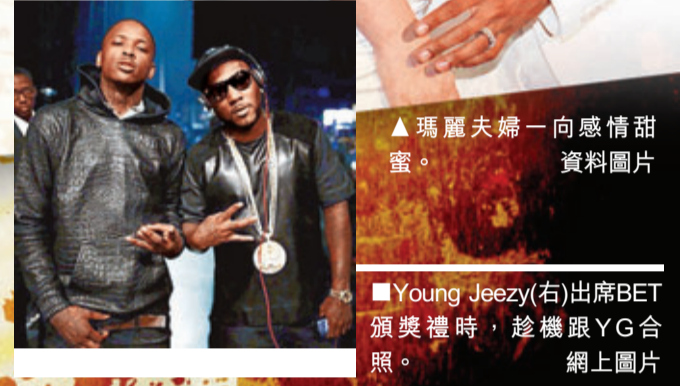 ▲瑪麗夫婦一向感情甜
蜜。 資料圖片
■Young Jeezy(右)出席BET
頒獎禮時，趁機跟YG合
照。 網上圖片